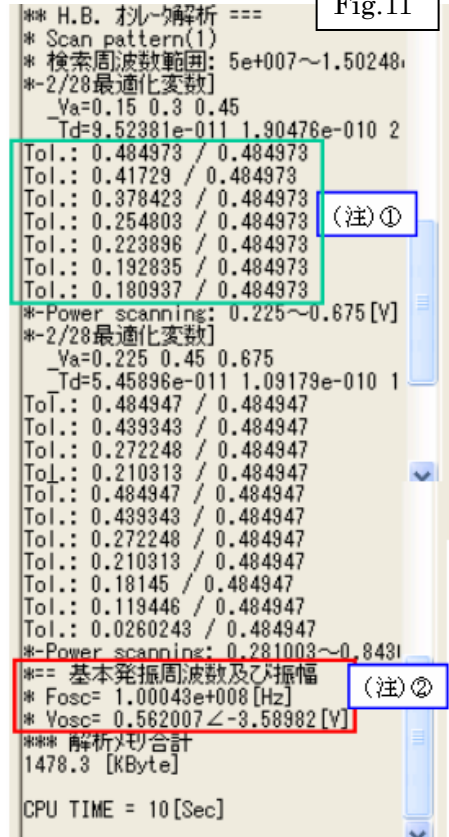 Fig.11
** H.B. ｵｼﾚｰﾀ解析 ===
* Scan pattern(1)
* 検索周波数範囲: 5e+007～1.50248
*-2/28最適化変数]
_Va=0.15 0.3 0.45
_Td=9.52381e-011 1.90476e-010 2
Tol.: 0.484973 / 0.484973
Tol.: 0.41729 / 0.484973
Tol.: 0.378423 / 0.484973
Tol.: 0.254803 / 0.484973
（注）①
Tol.: 0.223896 / 0.484973
Tol.: 0.192835 / 0.484973
Tol.: 0.180937 / 0.484973
*-Power scanning: 0.225～0.675[V]
*-2/28最適化変数]
_Va=0.225 0.45 0.675
_Td=5.45896e-011 1.09179e-010 1
Tol.: 0.484947 / 0.484947
Tol.: 0.439343 / 0.484947
Tol.: 0.272248 / 0.484947
Tol.: 0.210313 / 0.484947
Tol.: 0.484947 / 0.484947
Tol.: 0.439343 / 0.484947
Tol.: 0.272248 / 0.484947
Tol.: 0.210313 / 0.484947
Tol.: 0.18145 / 0.484947
Tol.: 0.119446 / 0.484947
Tol.: 0.0260243 / 0.484947
*-Power scanning: 0.281003～0.843
*== 基本発振周波数及び振幅
（注）②
* Fosc= 1.00043e+008[Hz]
* Vosc= 0.562007∠-3.58982[V]
*** 解析ﾒﾓﾘ合計
1478.3 [KByte]
CPU TIME = 10[Sec]